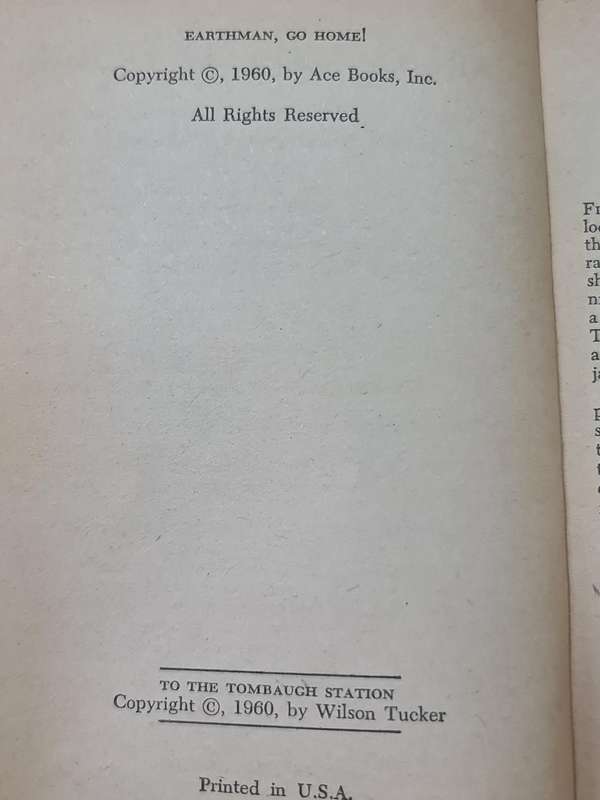 EARTHMAN, GO HOME!
Copyright ©, 1960, by Ace Books, Inc.
All Rights Reserved
TO THE TOMBAUGH STATION
Copyright ©, 1960, by Wilson Tucker
Printed in U.S.A.